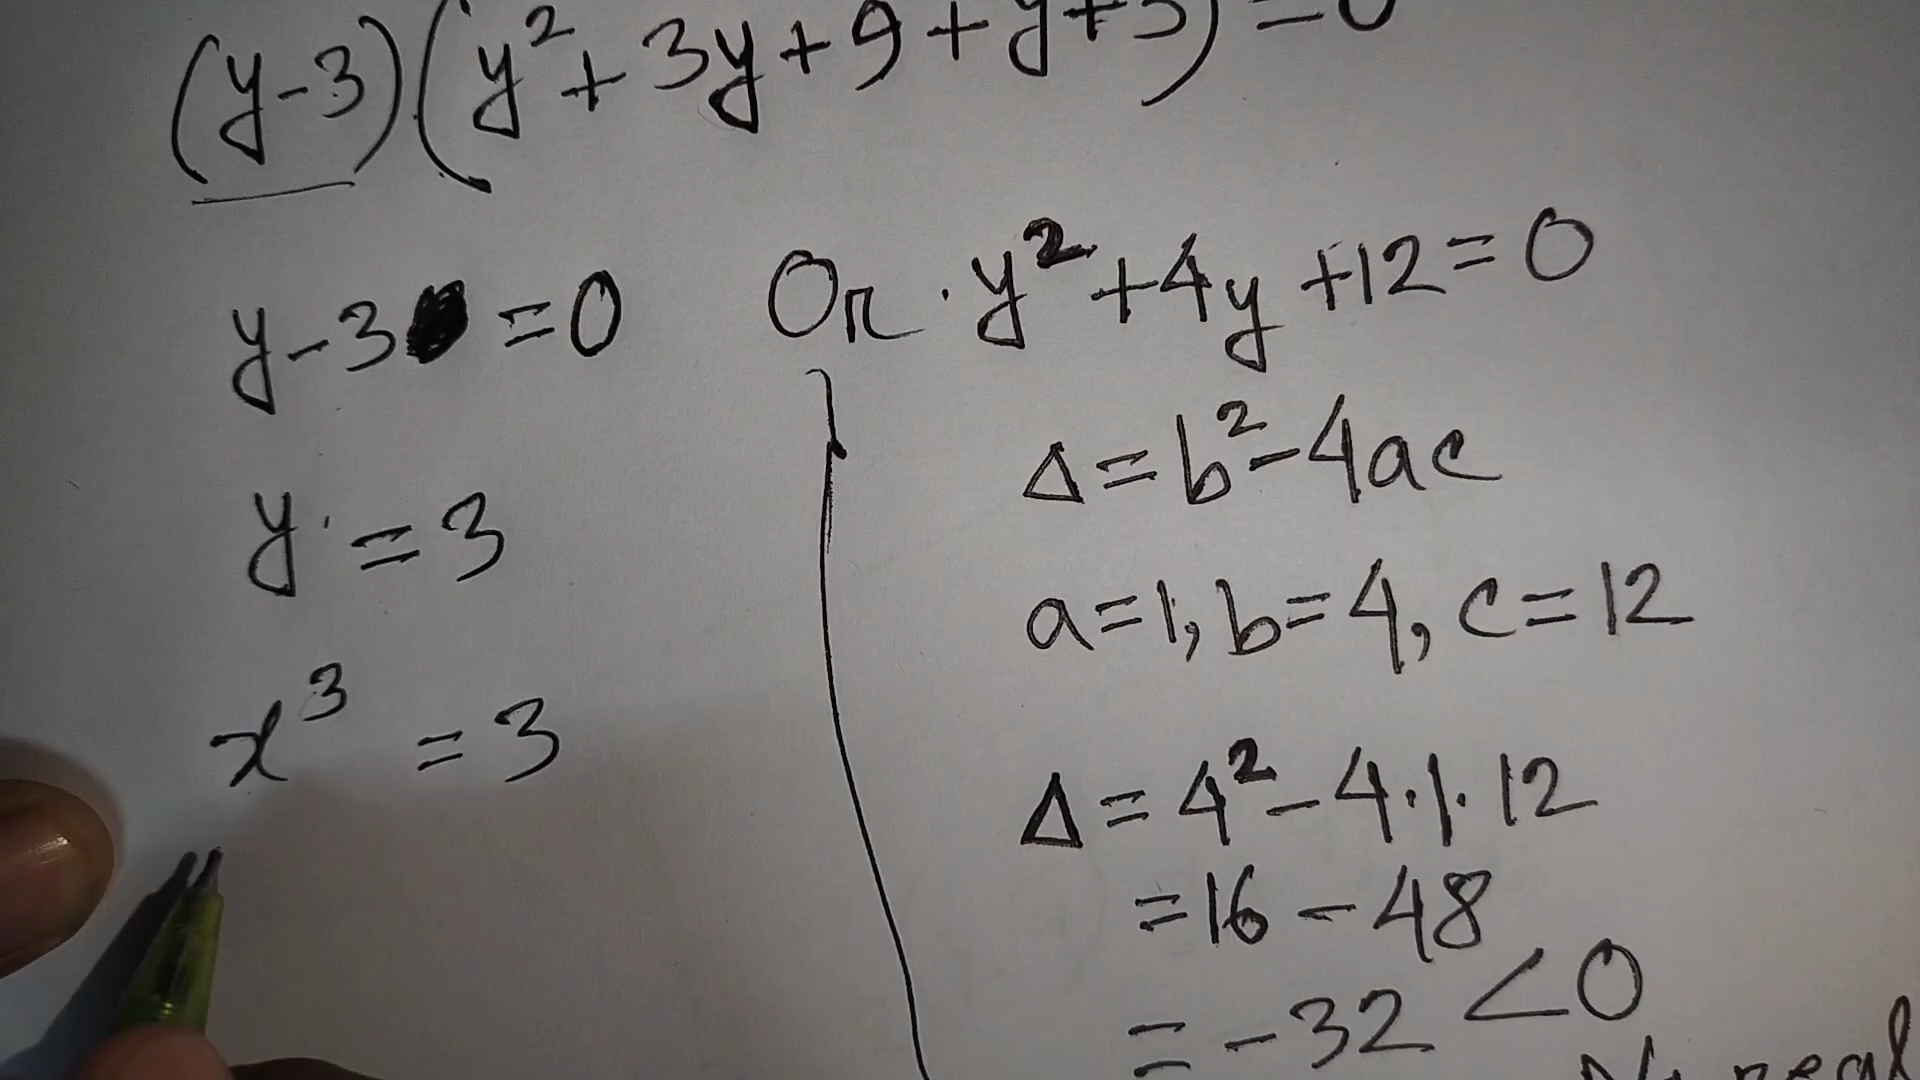 (y-3)(y²+3y+9+y+3)=0
y-3=0 Or y²+4y+12=0
Δ=b²-4ac
y=3
a=1, b=4, c=12
x³=3
Δ=4²-4·1·12
=16-48
=-32<0
real